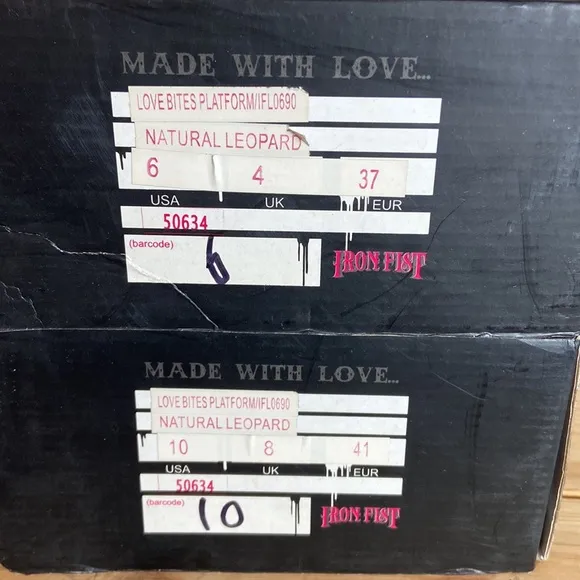 MADE WITH LOVE...
LOVE BITES PLATFORM/IFL0690
NATURAL LEOPARD
6 4 37
USA UK EUR
50634
(barcode) 6
IRON FIST
MADE WITH LOVE...
LOVE BITES PLATFORM/IFL0690
NATURAL LEOPARD
10 8 41
USA UK EUR
50634
(barcode) 10
IRON FIST